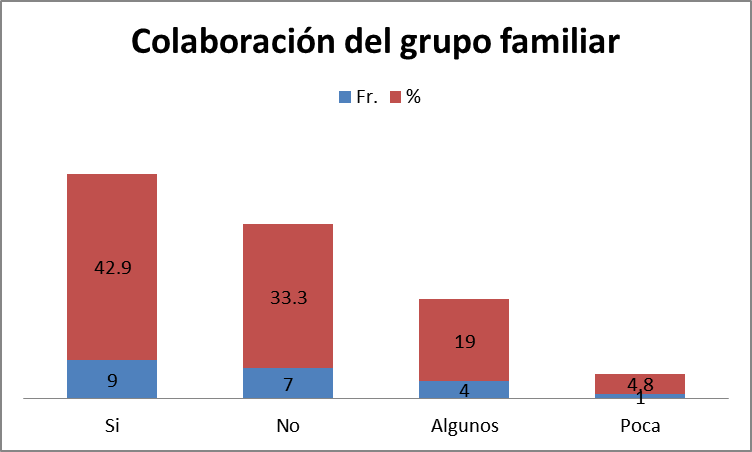 Colaboración del grupo familiar
Fr. %
42.9 33.3 19 4.8
9 7 4 1
Si No Algunos Poca